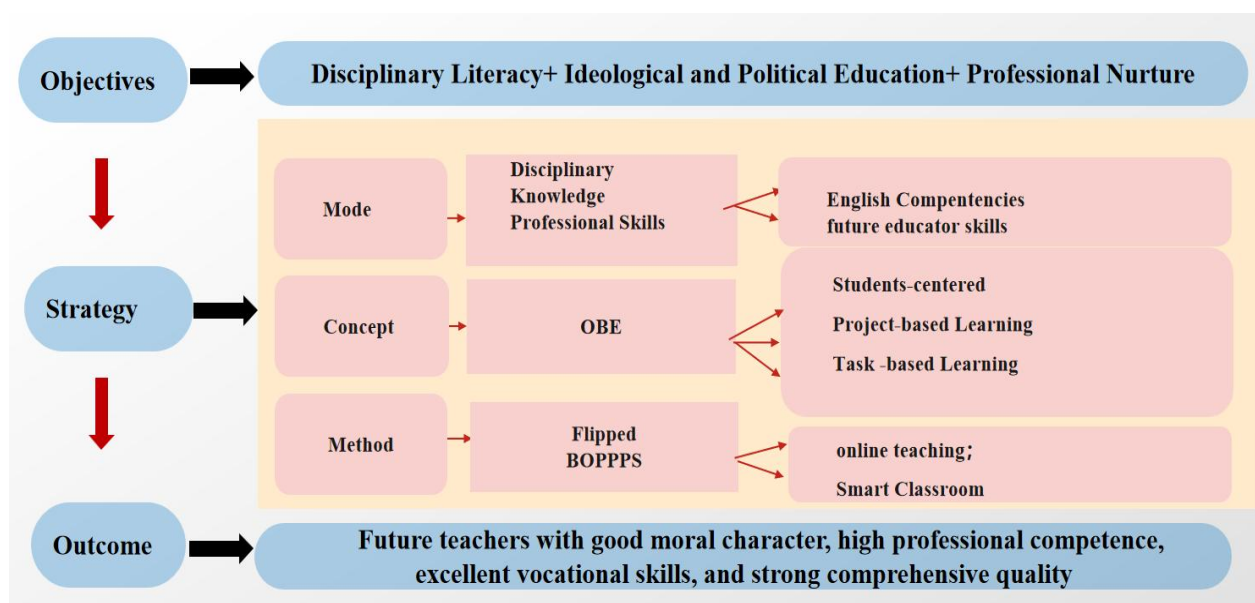 Objectives
Disciplinary Literacy+ Ideological and Political Education+ Professional Nurture
Mode
Disciplinary
Knowledge
Professional Skills
English Compentencies
future educator skills
Strategy
Concept
OBE
Students-centered
Project-based Learning
Task -based Learning
Method
Flipped
BOPPPS
online teaching;
Smart Classroom
Outcome
Future teachers with good moral character, high professional competence,
excellent vocational skills, and strong comprehensive quality